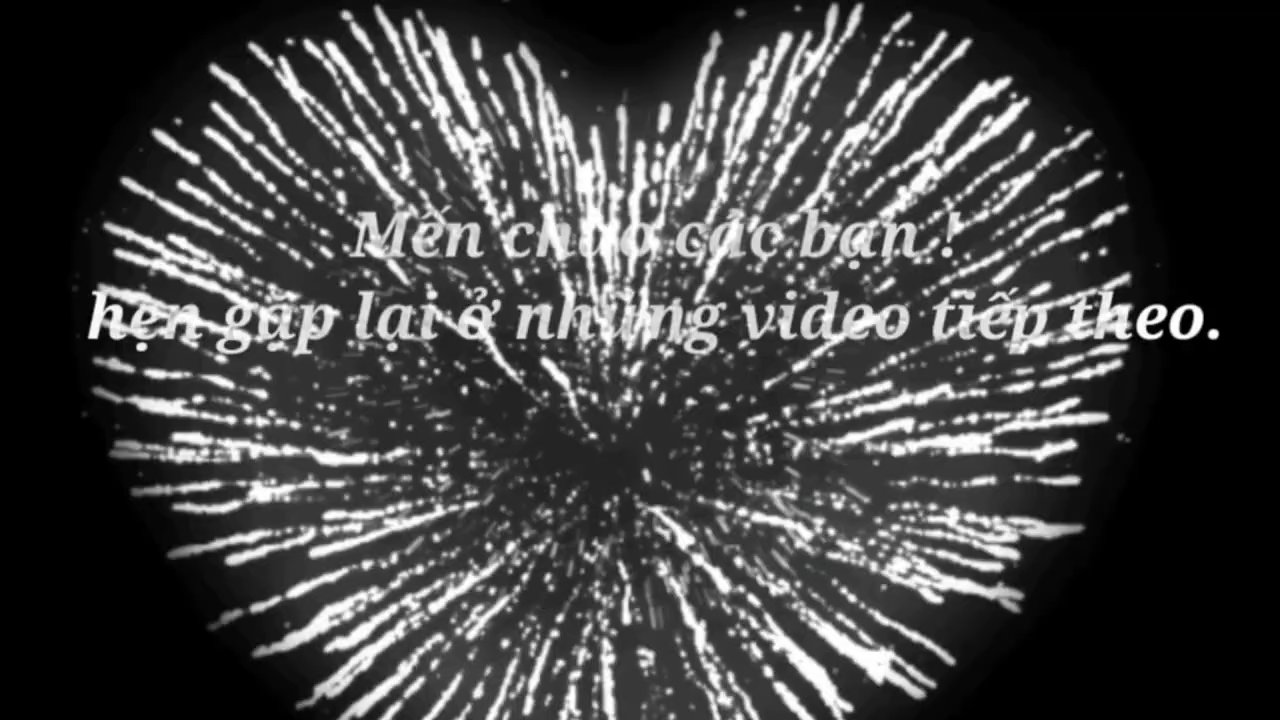 Mến chào các bạn !
hẹn gặp lại ở những video tiếp theo.